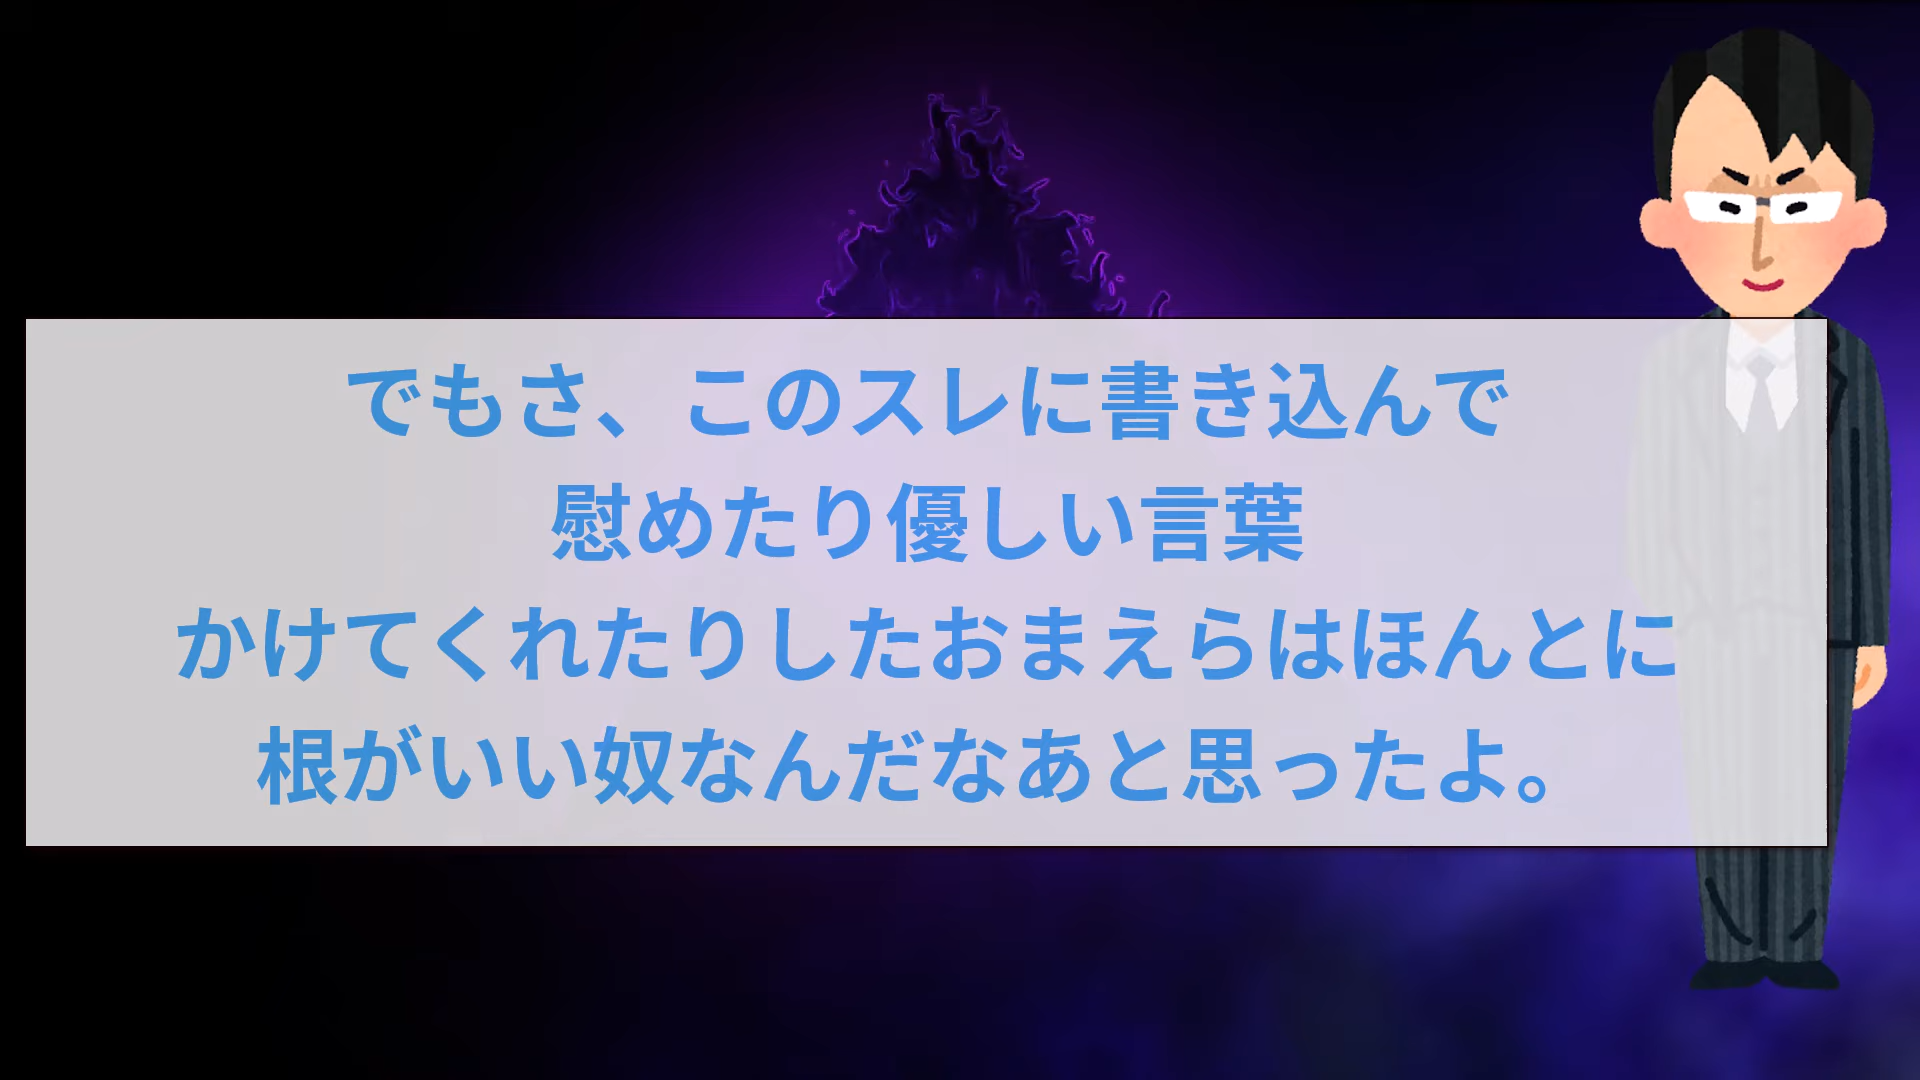 でもさ、このスレに書き込んで
慰めたり優しい言葉
かけてくれたりしたおまえらはほんとに
根がいい奴なんだなあと思ったよ。